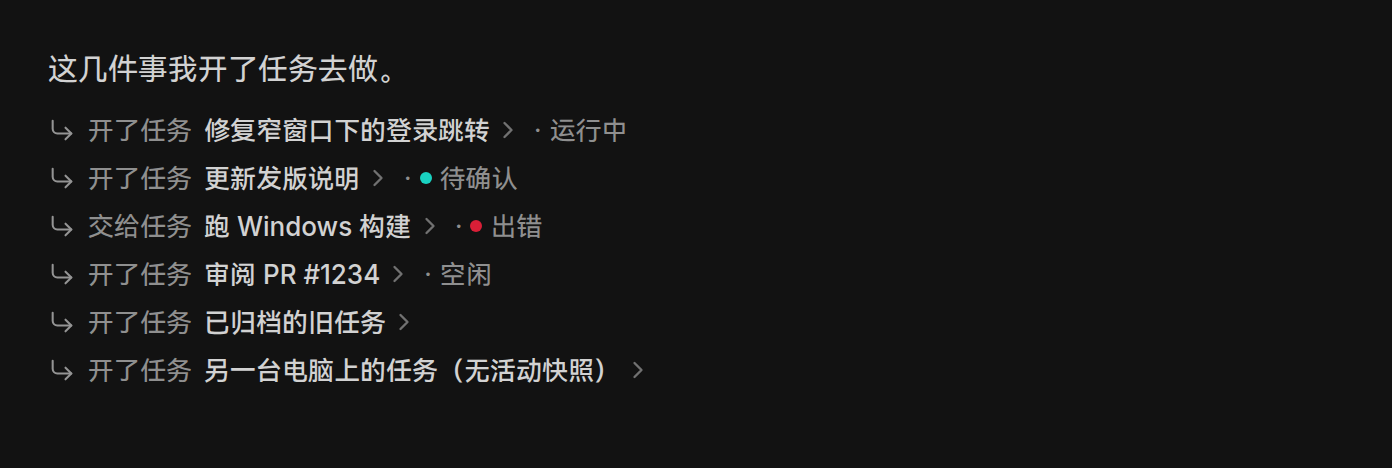 这几件事我开了任务去做。
开了任务 修复窄窗口下的登录跳转 › · 运行中
开了任务 更新发版说明 › · 待确认
交给任务 跑 Windows 构建 › · 出错
开了任务 审阅 PR #1234 › · 空闲
开了任务 已归档的旧任务 ›
开了任务 另一台电脑上的任务（无活动快照） ›